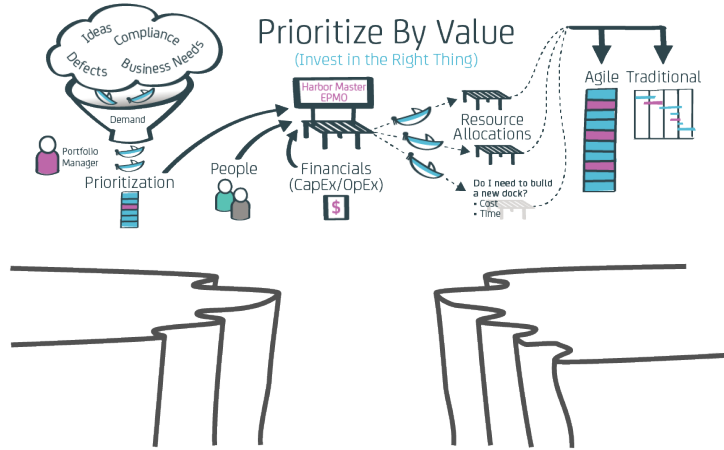 Prioritize By Value
(Invest in the Right Thing)
Ideas
Compliance
Defects
Business Needs
Demand
Portfolio
Manager
Prioritization
People
Harbor Master
EPMO
Financials
(CapEx/OpEx)
$
Resource
Allocations
Do I need to build
a new dock?
• Cost
• Time
Agile
Traditional